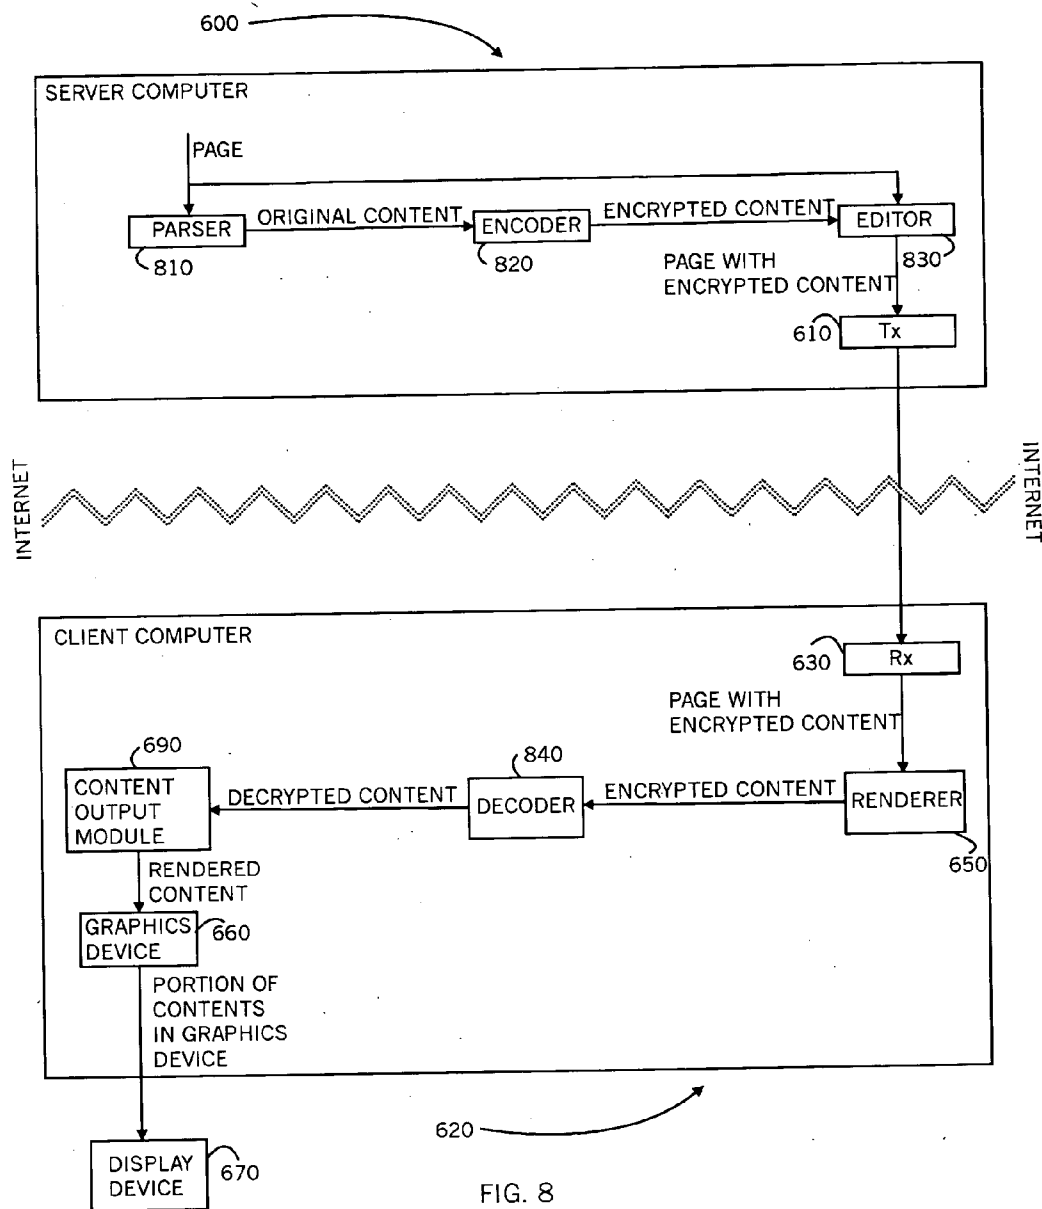 600
SERVER COMPUTER
PAGE
PARSER
810
ORIGINAL CONTENT
ENCODER
820
ENCRYPTED CONTENT
EDITOR
830
PAGE WITH
ENCRYPTED CONTENT
610
Tx
INTERNET
INTERNET
CLIENT COMPUTER
630
Rx
PAGE WITH
ENCRYPTED CONTENT
690
CONTENT
OUTPUT
MODULE
DECRYPTED CONTENT
840
DECODER
ENCRYPTED CONTENT
RENDERER
650
RENDERED
CONTENT
GRAPHICS
DEVICE
660
PORTION OF
CONTENTS
IN GRAPHICS
DEVICE
620
DISPLAY
DEVICE
670
FIG. 8